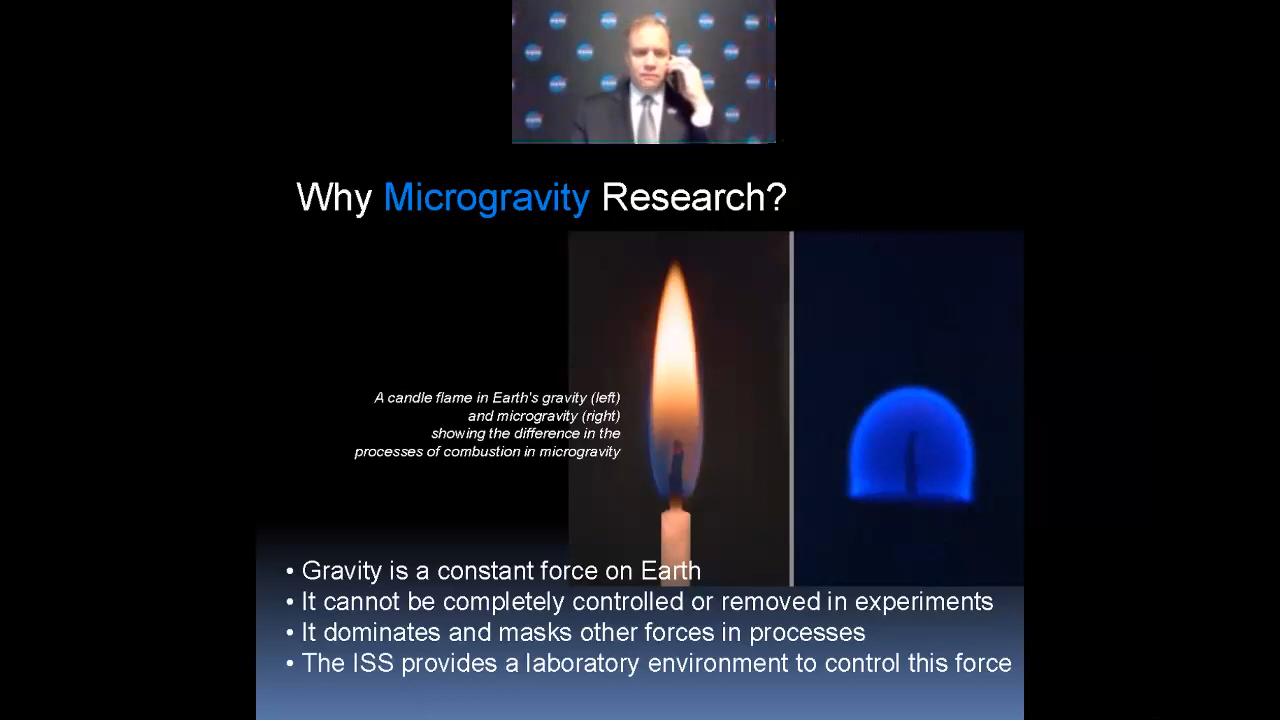 Why Microgravity Research?
A candle flame in Earth's gravity (left)
and microgravity (right)
showing the difference in the
processes of combustion in microgravity
• Gravity is a constant force on Earth
• It cannot be completely controlled or removed in experiments
• It dominates and masks other forces in processes
• The ISS provides a laboratory environment to control this force